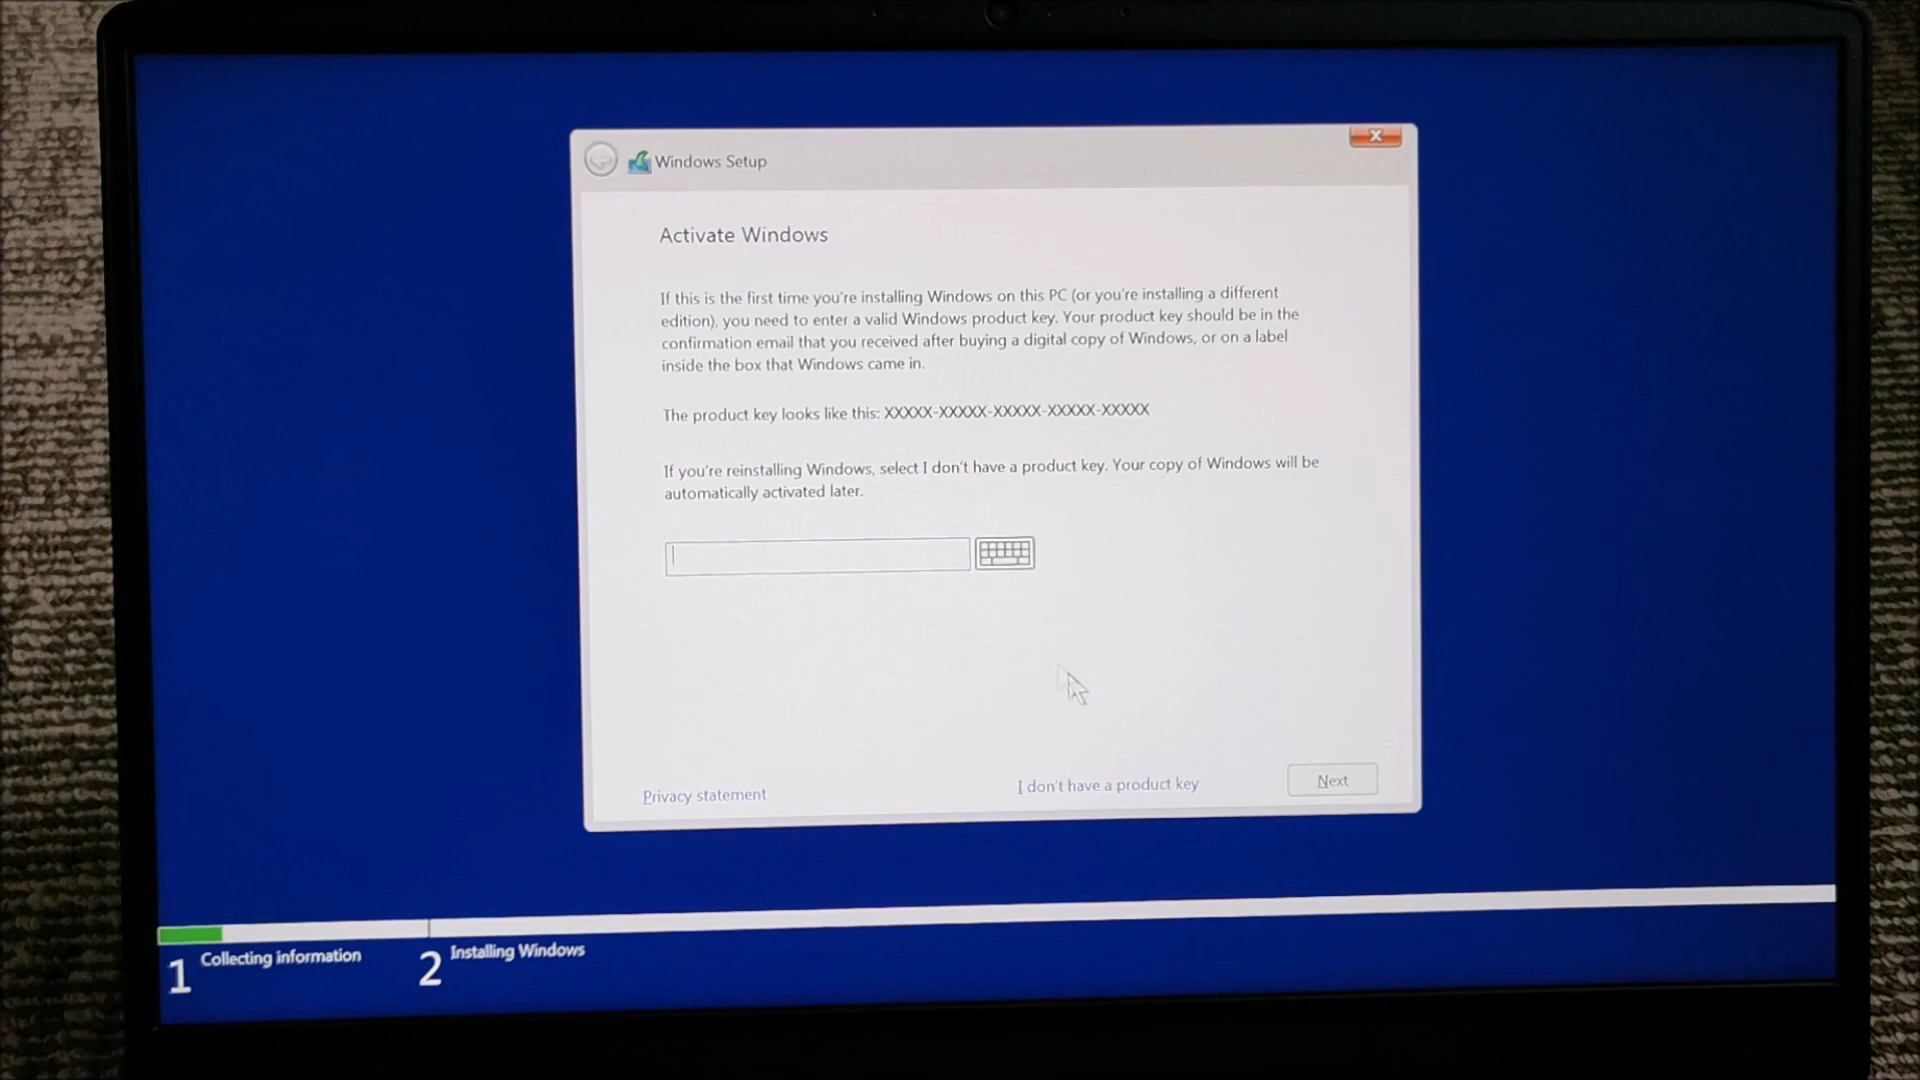 Windows Setup
Activate Windows
If this is the first time you're installing Windows on this PC (or you're installing a different
edition), you need to enter a valid Windows product key. Your product key should be in the
confirmation email that you received after buying a digital copy of Windows, or on a label
inside the box that Windows came in.
The product key looks like this: XXXXX-XXXXX-XXXXX-XXXXX-XXXXX
If you're reinstalling Windows, select I don't have a product key. Your copy of Windows will be
automatically activated later.
Privacy statement
I don't have a product key
Next
1 Collecting information
2 Installing Windows